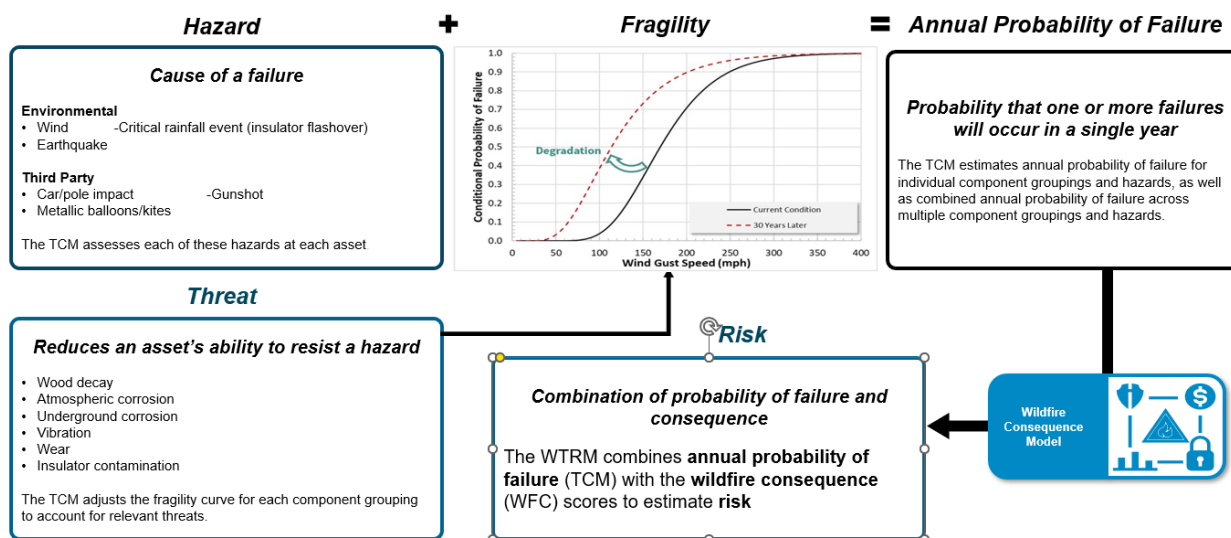 Hazard
+
Fragility
=
Annual Probability of Failure
Cause of a failure
Environmental
• Wind -Critical rainfall event (insulator flashover)
• Earthquake
Third Party
• Car/pole impact -Gunshot
• Metallic balloons/kites
The TCM assesses each of these hazards at each asset
Conditional Probability of Failure
1.0
0.9
0.8
0.7
0.6
0.5
0.4
0.3
0.2
0.1
0.0
Degradation
Current Condition
30 Years Later
0 50 100 150 200 250 300 350 400
Wind Gust Speed (mph)
Probability that one or more failures
will occur in a single year
The TCM estimates annual probability of failure for
individual component groupings and hazards, as well
as combined annual probability of failure across
multiple component groupings and hazards.
Threat
Reduces an asset's ability to resist a hazard
• Wood decay
• Atmospheric corrosion
• Underground corrosion
• Vibration
• Wear
• Insulator contamination
The TCM adjusts the fragility curve for each component grouping
to account for relevant threats.
Risk
Combination of probability of failure and
consequence
The WTRM combines annual probability of
failure (TCM) with the wildfire consequence
(WFC) scores to estimate risk
Wildfire
Consequence
Model
$